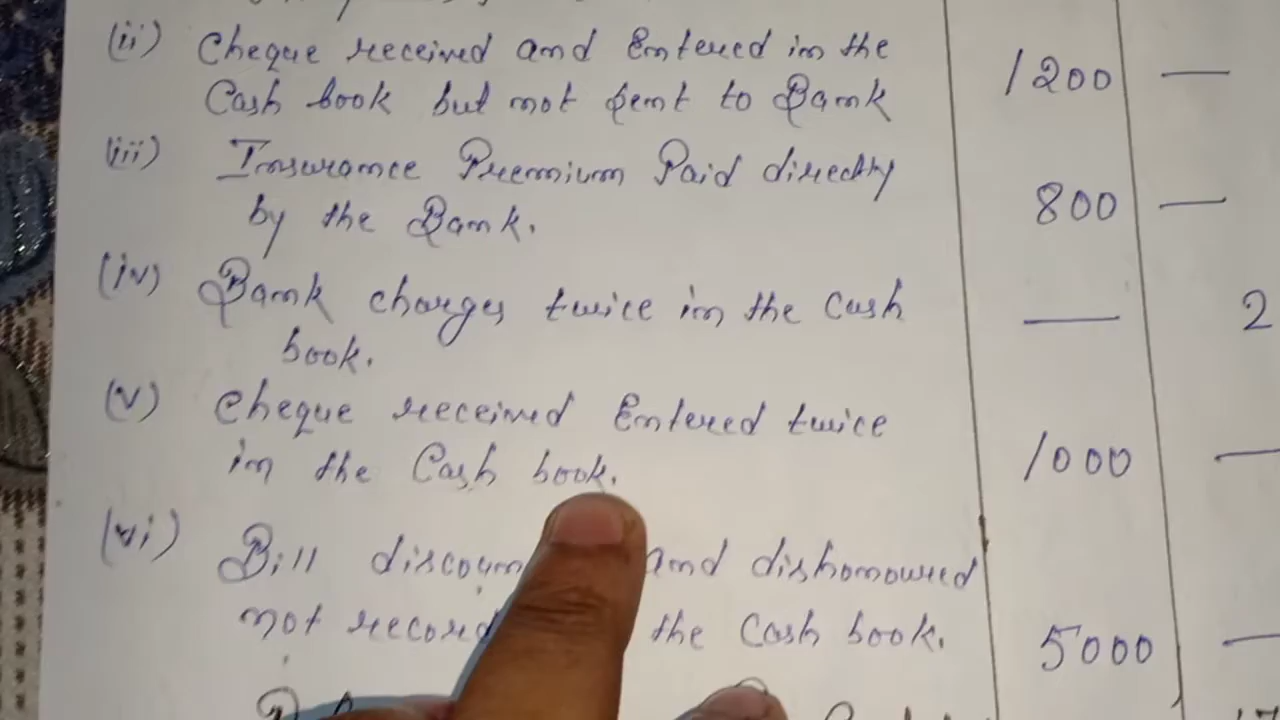 (ii) Cheque received and Entered in the
Cash book but not sent to Bank 1200 —
(iii) Insurance Premium Paid directly
by the Bank. 800 —
(iv) Bank charges twice in the Cash
book. — 2
(v) Cheque received Entered twice
in the Cash book. 1000 —
(vi) Bill and dishonoured
not the Cash book. 5000 —